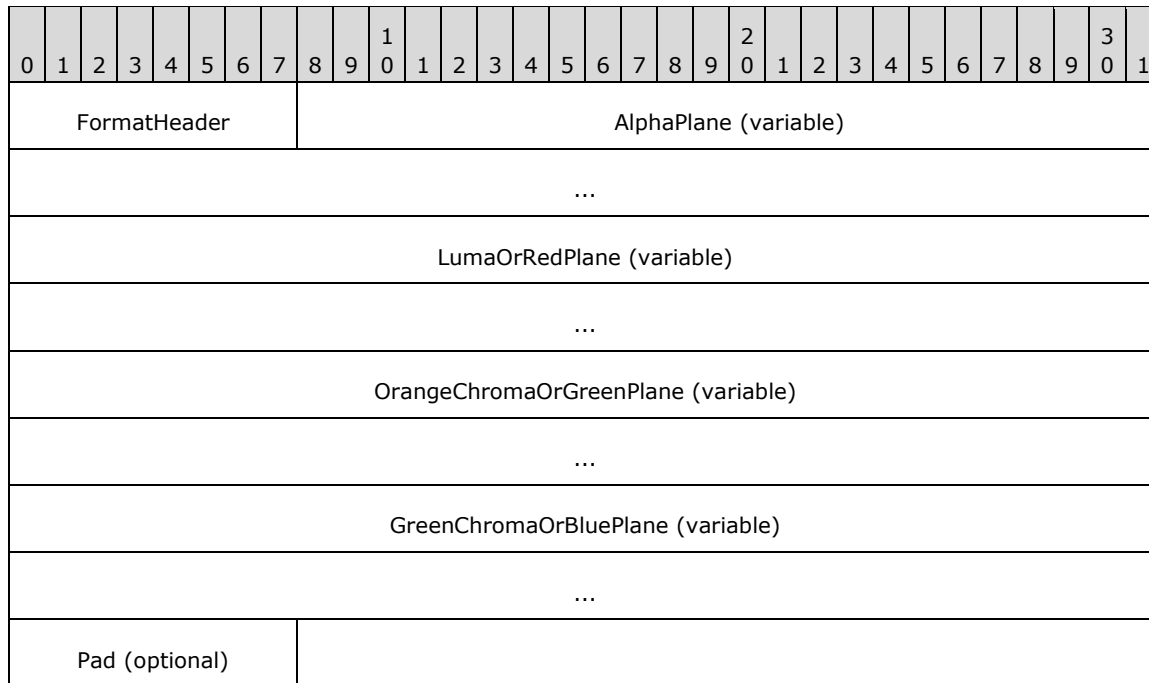 1 2 3
0 1 2 3 4 5 6 7 8 9 0 1 2 3 4 5 6 7 8 9 0 1 2 3 4 5 6 7 8 9 0 1
FormatHeader AlphaPlane (variable)
...
LumaOrRedPlane (variable)
...
OrangeChromaOrGreenPlane (variable)
...
GreenChromaOrBluePlane (variable)
...
Pad (optional)